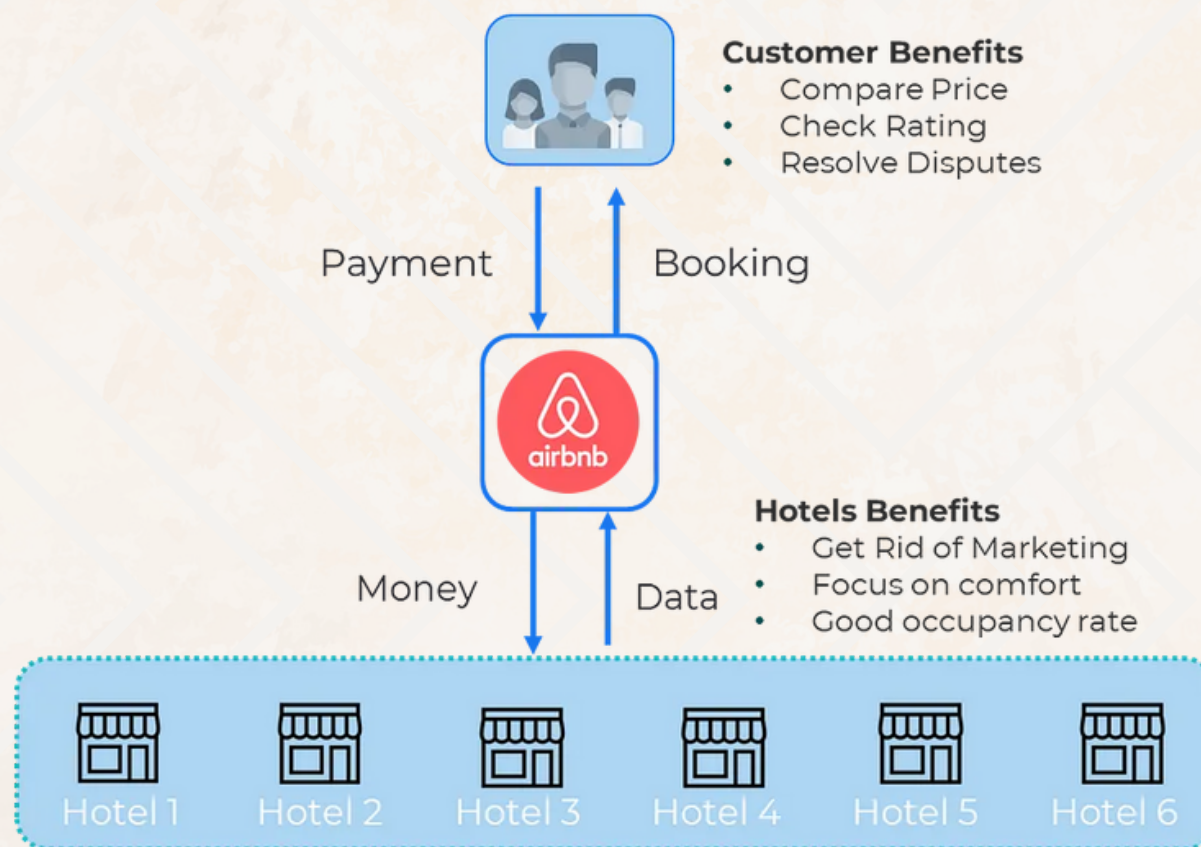 Customer Benefits
• Compare Price
• Check Rating
• Resolve Disputes
Payment
Booking
airbnb
Hotels Benefits
• Get Rid of Marketing
• Focus on comfort
• Good occupancy rate
Money
Data
Hotel 1
Hotel 2
Hotel 3
Hotel 4
Hotel 5
Hotel 6